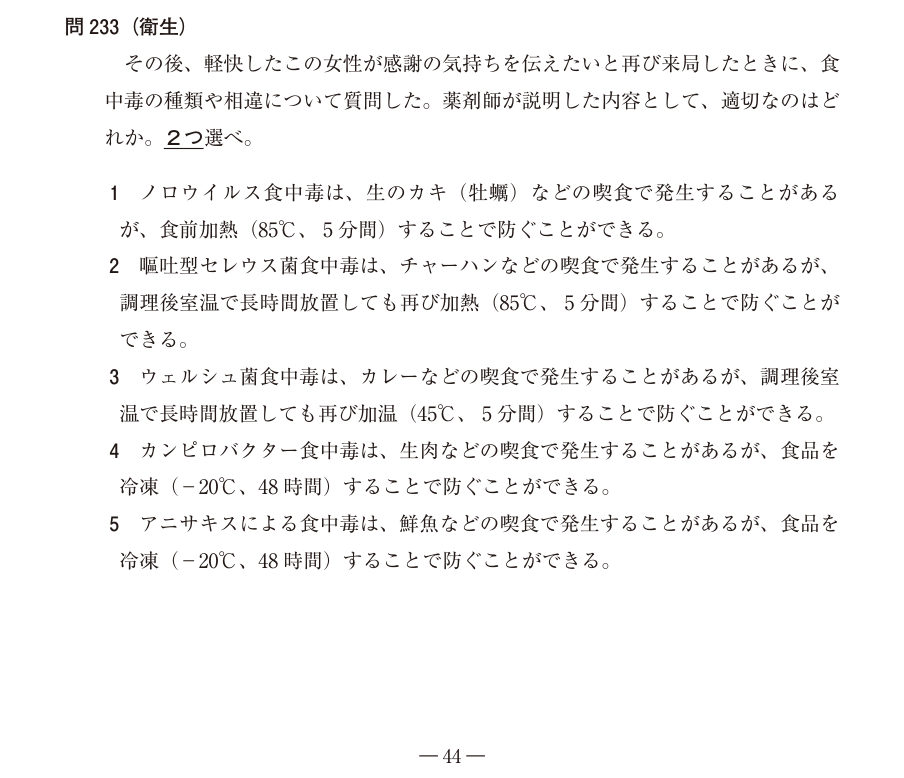 問 233（衛生）
その後、軽快したこの女性が感謝の気持ちを伝えたいと再び来局したときに、食
中毒の種類や相違について質問した。薬剤師が説明した内容として、適切なのはど
れか。２つ選べ。
1　ノロウイルス食中毒は、生のカキ（牡蠣）などの喫食で発生することがある
が、食前加熱（85℃、５分間）することで防ぐことができる。
2　嘔吐型セレウス菌食中毒は、チャーハンなどの喫食で発生することがあるが、
調理後室温で長時間放置しても再び加熱（85℃、５分間）することで防ぐことが
できる。
3　ウェルシュ菌食中毒は、カレーなどの喫食で発生することがあるが、調理後室
温で長時間放置しても再び加温（45℃、５分間）することで防ぐことができる。
4　カンピロバクター食中毒は、生肉などの喫食で発生することがあるが、食品を
冷凍（－20℃、48 時間）することで防ぐことができる。
5　アニサキスによる食中毒は、鮮魚などの喫食で発生することがあるが、食品を
冷凍（－20℃、48 時間）することで防ぐことができる。
― 44 ―